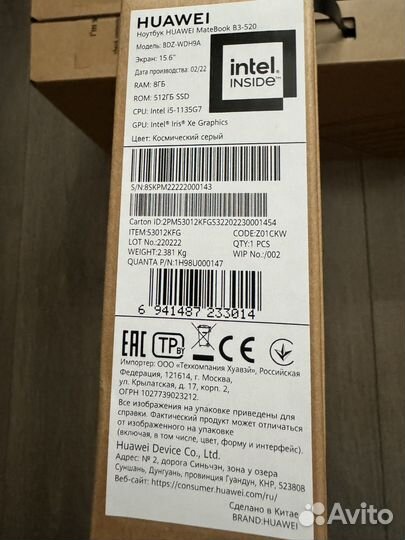 HUAWEI
Ноутбук HUAWEI MateBook B3-520
Модель: BDZ-WDH9A
Экран: 15.6"
Дата производства: 02/22
RAM: 8ГБ
ROM: 512ГБ SSD
CPU: Intel i5-1135G7
GPU: Intel® Iris® Xe Graphics
Цвет: Космический серый
intel
INSIDE™
S/N:8SKPM22222000143
Carton ID:2PM53012KFGS32202230001454
ITEM:53012KFG CODE:Z01CKW
LOT No.:220222 QTY:1 PCS
WEIGHT:2.381 Kg WIP No.:/002
QUANTA P/N:1H98U000147
6 941487 233014
EAC TP BY CE
Импортер: ООО «Техкомпания Хуавэй», Российская
Федерация, 121614, г. Москва,
ул. Крылатская, д. 17, корп. 2,
ОГРН 1027739023212.
Все изображения на упаковке приведены для
справки. Фактический продукт может отличаться
от изображенного на упаковке
(включая, в том числе, цвет, форму и интерфейс).
Huawei Device Co., Ltd.
Адрес: № 2, дорога Синьчэн, зона у озера
Суншань, Дунгуань, провинция Гуандун, КНР, 523808
Веб-сайт: https://consumer.huawei.com/ru/
Сделано в Китае
BRAND:HUAWEI
Avito